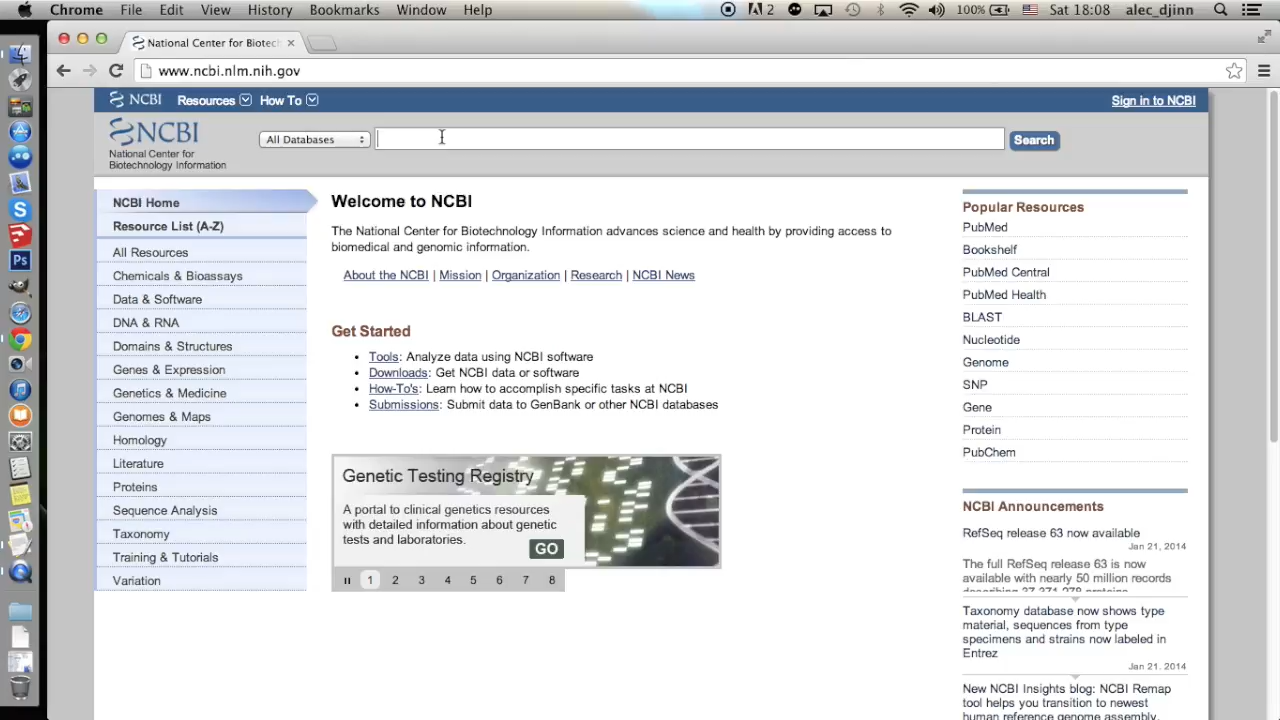 Chrome File Edit View History Bookmarks Window Help 2 100% Sat 18:08 alec_djinn
National Center for Biotech
www.ncbi.nlm.nih.gov
NCBI Resources How To Sign in to NCBI
NCBI
National Center for
Biotechnology Information
All Databases
Search
NCBI Home
Resource List (A-Z)
All Resources
Chemicals & Bioassays
Data & Software
DNA & RNA
Domains & Structures
Genes & Expression
Genetics & Medicine
Genomes & Maps
Homology
Literature
Proteins
Sequence Analysis
Taxonomy
Training & Tutorials
Variation
Welcome to NCBI
The National Center for Biotechnology Information advances science and health by providing access to
biomedical and genomic information.
About the NCBI | Mission | Organization | Research | NCBI News
Get Started
• Tools: Analyze data using NCBI software
• Downloads: Get NCBI data or software
• How-To's: Learn how to accomplish specific tasks at NCBI
• Submissions: Submit data to GenBank or other NCBI databases
Genetic Testing Registry
A portal to clinical genetics resources
with detailed information about genetic
tests and laboratories.
GO
1 2 3 4 5 6 7 8
Popular Resources
PubMed
Bookshelf
PubMed Central
PubMed Health
BLAST
Nucleotide
Genome
SNP
Gene
Protein
PubChem
NCBI Announcements
RefSeq release 63 now available
Jan 21, 2014
The full RefSeq release 63 is now
available with nearly 50 million records
describing 37,371,278 proteins
Taxonomy database now shows type
material, sequences from type
specimens and strains now labeled in
Entrez
Jan 21, 2014
New NCBI Insights blog: NCBI Remap
tool helps you transition to newest
human reference genome assembly,
S
Ps